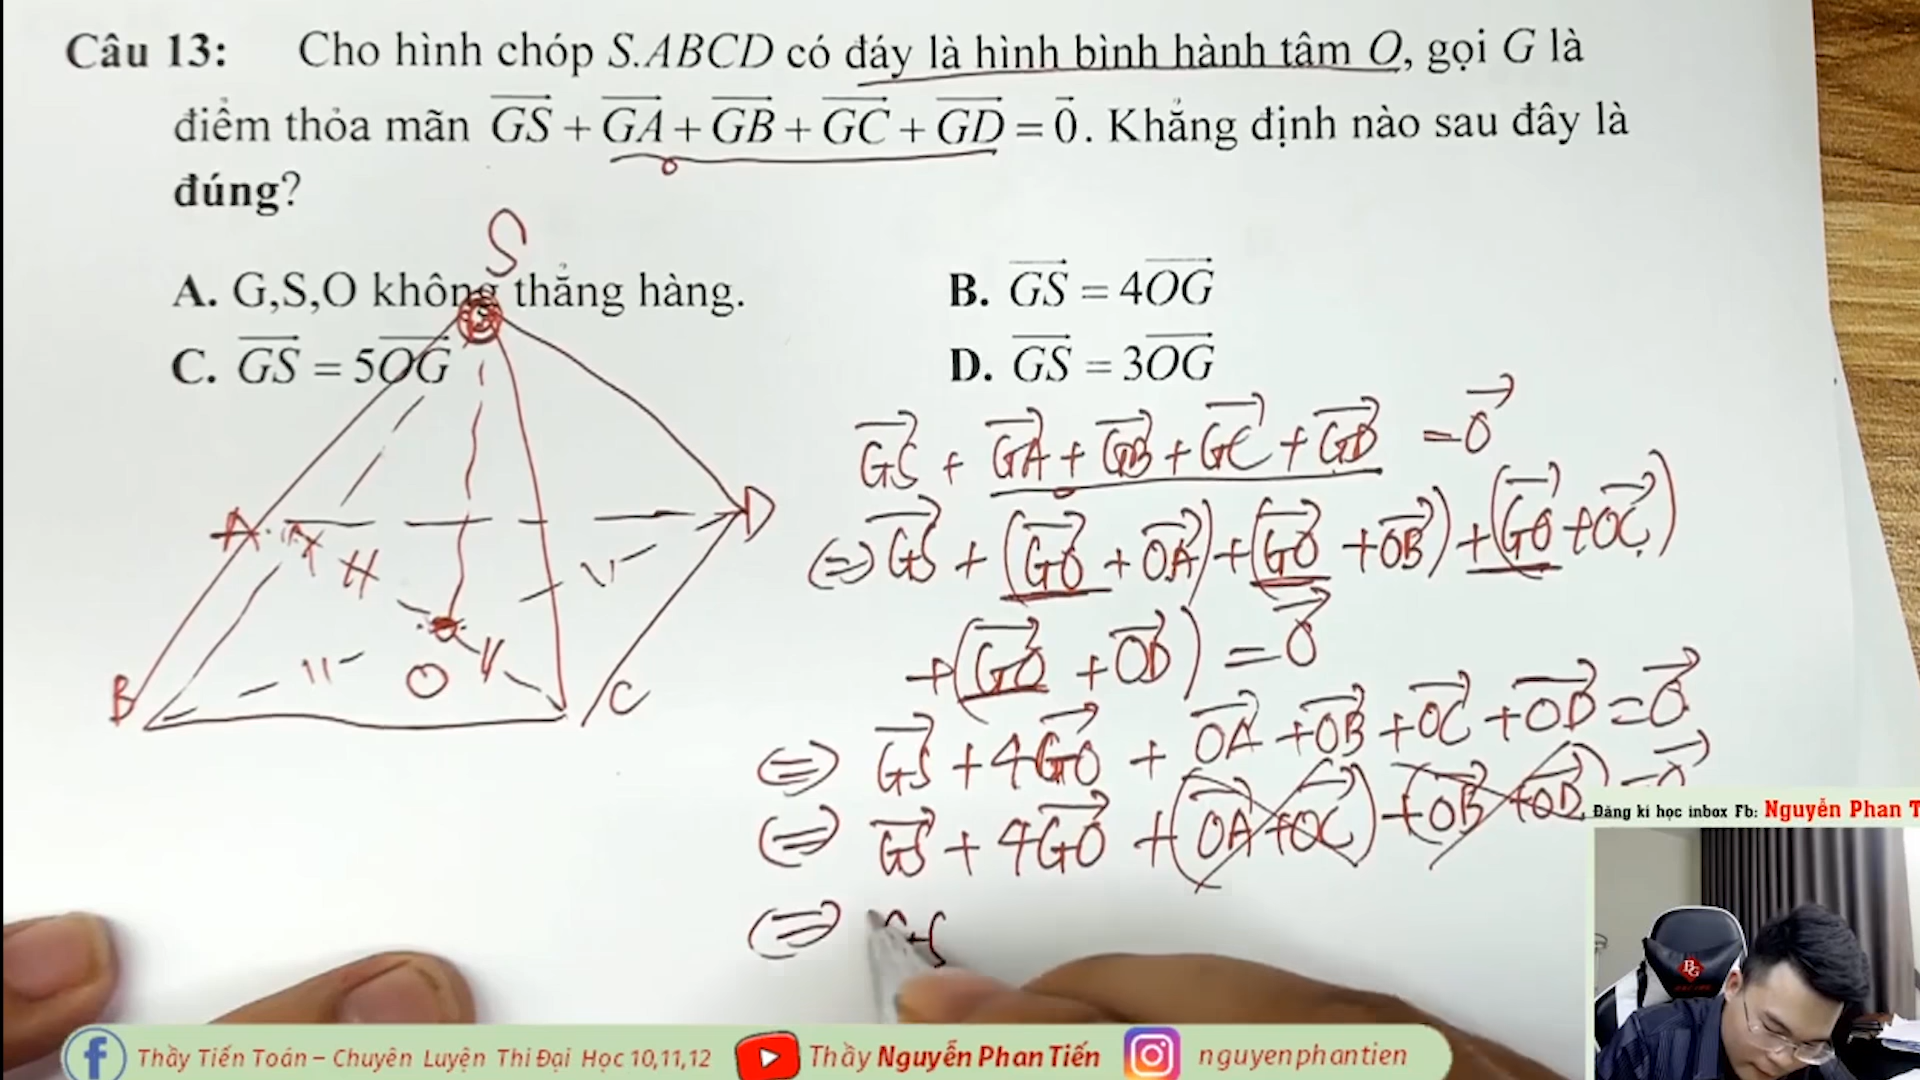 Câu 13: Cho hình chóp S.ABCD có đáy là hình bình hành tâm O, gọi G là
điểm thỏa mãn $\overrightarrow{GS} + \overrightarrow{GA} + \overrightarrow{GB} + \overrightarrow{GC} + \overrightarrow{GD} = \vec{0}$. Khẳng định nào sau đây là
đúng?
S
A. G,S,O không thẳng hàng.
B. $\overrightarrow{GS} = 4\overrightarrow{OG}$
C. $\overrightarrow{GS} = 5\overrightarrow{OG}$
D. $\overrightarrow{GS} = 3\overrightarrow{OG}$
A
D
B
O
C
$\overrightarrow{GS} + \overrightarrow{GA} + \overrightarrow{GB} + \overrightarrow{GC} + \overrightarrow{GD} = \vec{0}$
$\Leftrightarrow \overrightarrow{GS} + (\overrightarrow{GO} + \overrightarrow{OA}) + (\overrightarrow{GO} + \overrightarrow{OB}) + (\overrightarrow{GO} + \overrightarrow{OC})$
$+ (\overrightarrow{GO} + \overrightarrow{OD}) = \vec{0}$
$\Leftrightarrow \overrightarrow{GS} + 4\overrightarrow{GO} + \overrightarrow{OA} + \overrightarrow{OB} + \overrightarrow{OC} + \overrightarrow{OD} = \vec{0}$
$\Leftrightarrow \overrightarrow{GS} + 4\overrightarrow{GO} + (\overrightarrow{OA} + \overrightarrow{OC}) + (\overrightarrow{OB} + \overrightarrow{OD}) = \vec{0}$
$\Leftrightarrow$ GS
Đăng kí học inbox Fb: Nguyễn Phan T
BG
Thầy Tiến Toán – Chuyên Luyện Thi Đại Học 10,11,12
Thầy Nguyễn Phan Tiến
nguyenphantien